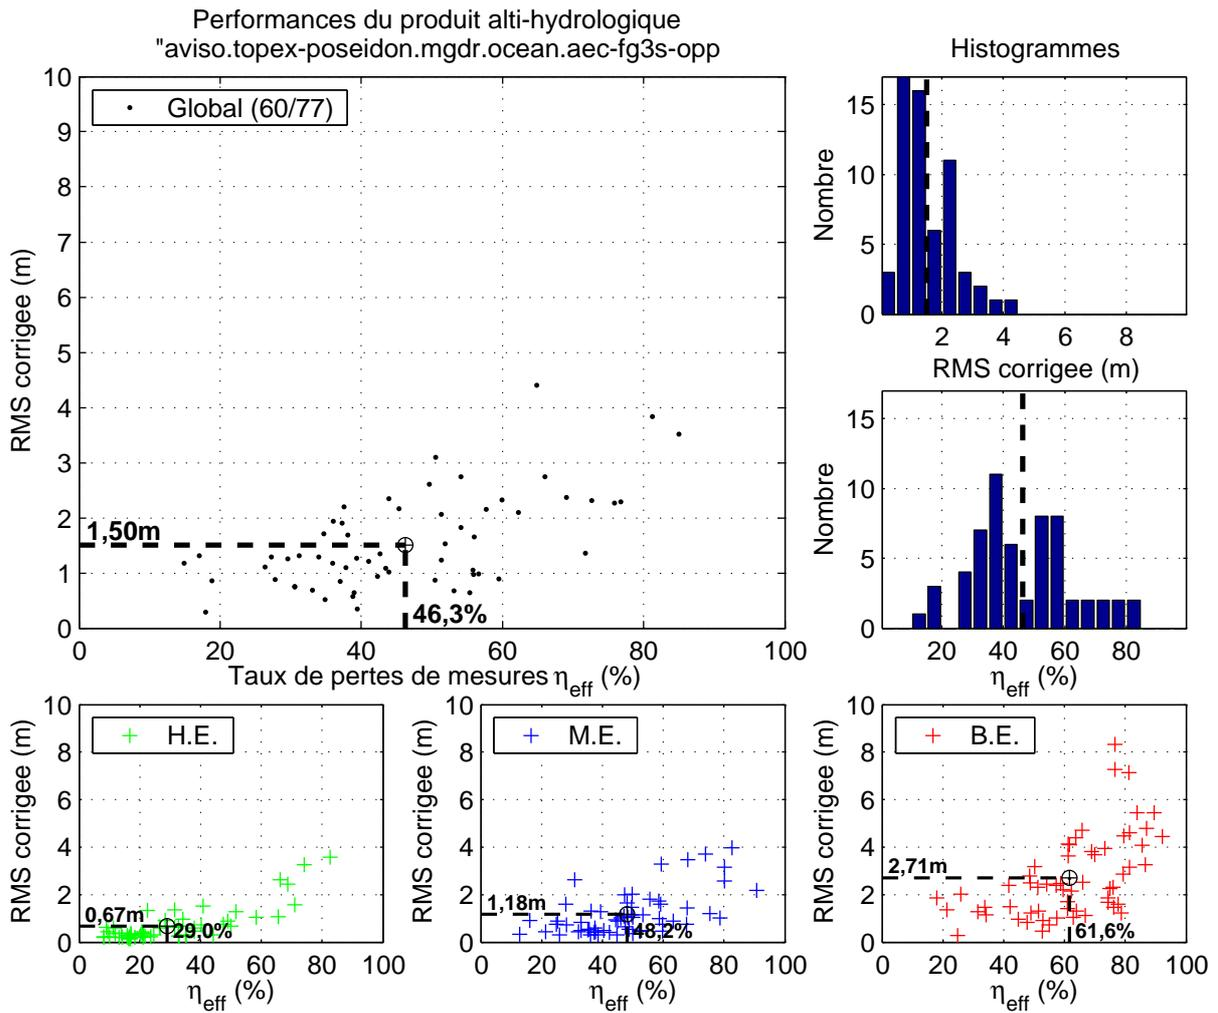 Performances du produit alti-hydrologique
"aviso.topex-poseidon.mgdr.ocean.aec-fg3s-opp
Global (60/77)
10
9
8
7
6
5
4
3
2
1
0
RMS corrigee (m)
1,50m
46,3%
0 20 40 60 80 100
Taux de pertes de mesures ηeff (%)
Histogrammes
15
10
5
0
Nombre
2 4 6 8
RMS corrigee (m)
15
10
5
0
Nombre
20 40 60 80
ηeff (%)
H.E.
10
8
6
4
2
0
RMS corrigee (m)
0,67m
29,0%
0 20 40 60 80 100
ηeff (%)
M.E.
10
8
6
4
2
0
RMS corrigee (m)
1,18m
48,2%
0 20 40 60 80 100
ηeff (%)
B.E.
10
8
6
4
2
0
RMS corrigee (m)
2,71m
61,6%
0 20 40 60 80 100
ηeff (%)